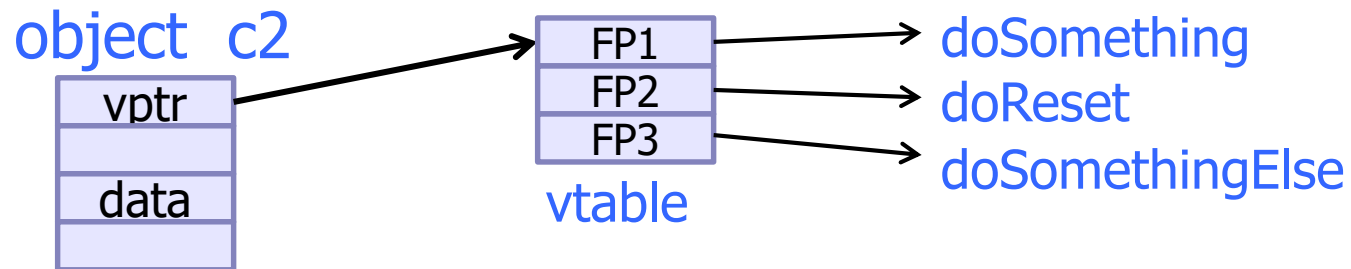 object c2
vptr
data
FP1
FP2
FP3
vtable
doSomething
doReset
doSomethingElse